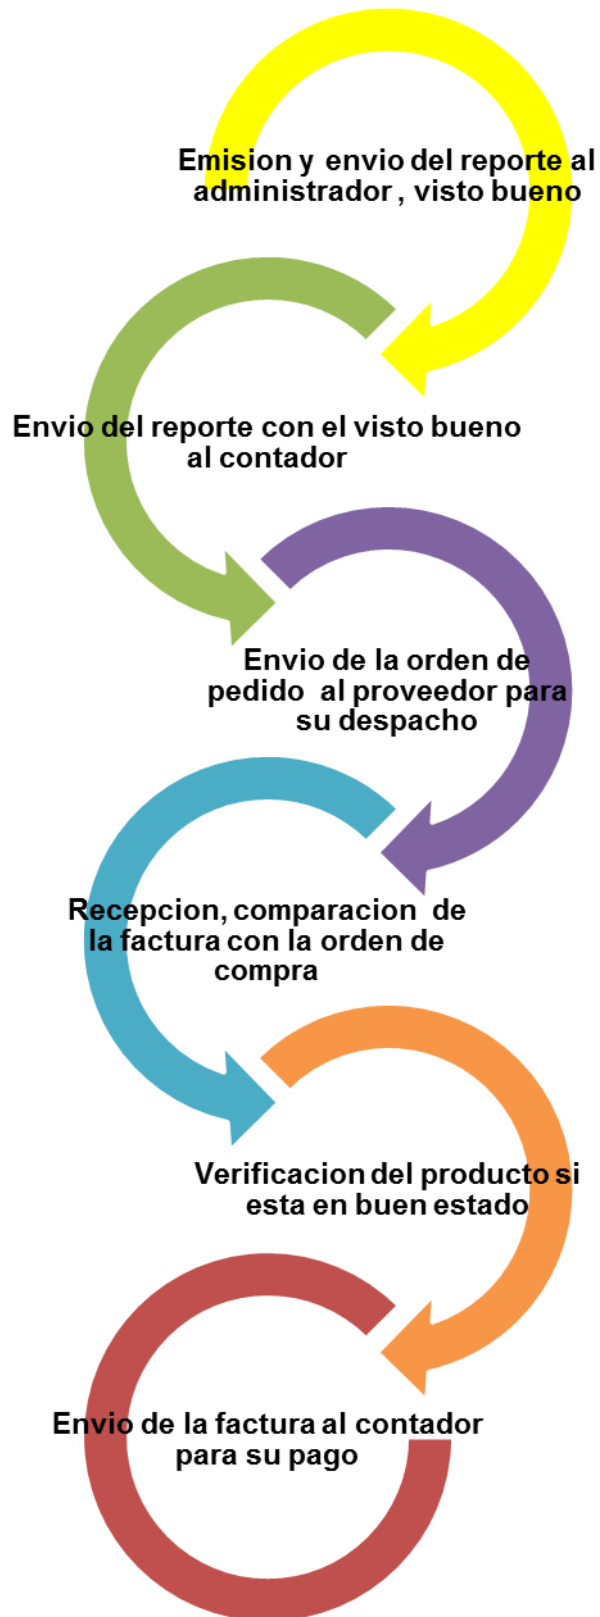 Emision y envio del reporte al
administrador , visto bueno
Envio del reporte con el visto bueno
al contador
Envio de la orden de
pedido al proveedor para
su despacho
Recepcion, comparacion de
la factura con la orden de
compra
Verificacion del producto si
esta en buen estado
Envio de la factura al contador
para su pago